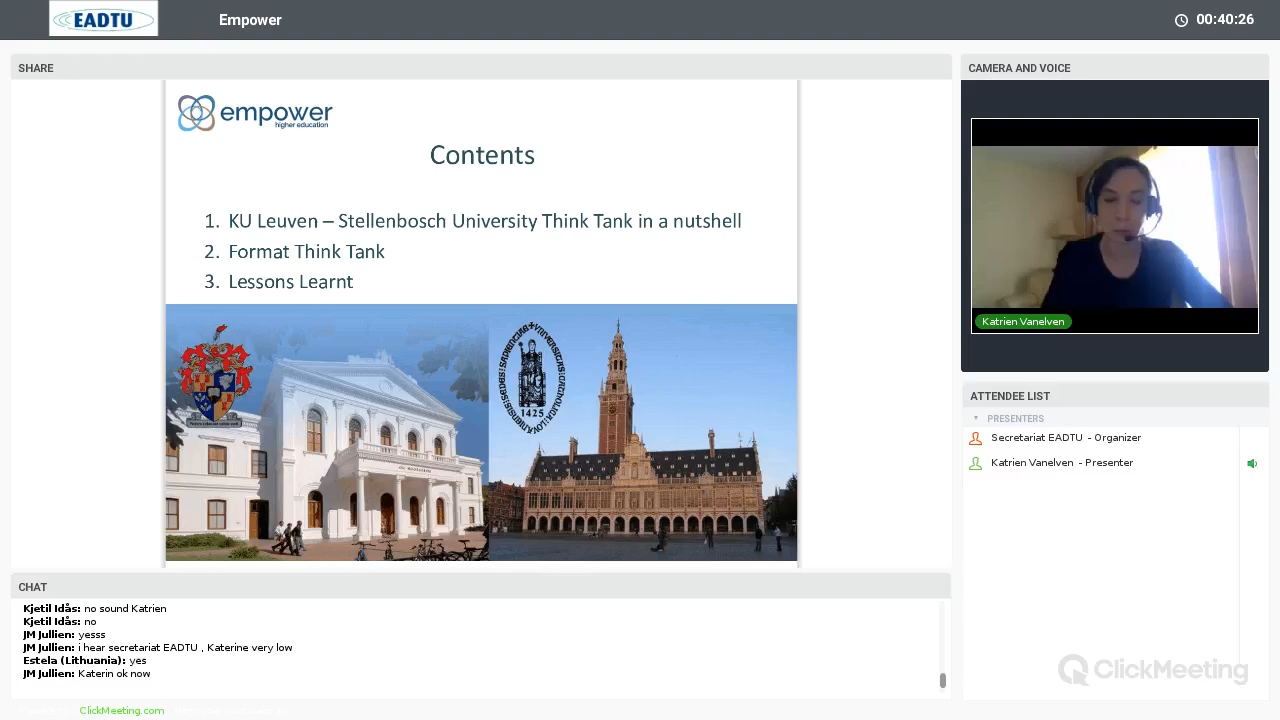 EADTU
Empower
00:40:26
SHARE
empower
higher education
Contents
1. KU Leuven – Stellenbosch University Think Tank in a nutshell
2. Format Think Tank
3. Lessons Learnt
1425
CAMERA AND VOICE
Katrien Vanelven
ATTENDEE LIST
PRESENTERS
Secretariat EADTU - Organizer
Katrien Vanelven - Presenter
CHAT
Kjetil Idås: no sound Katrien
Kjetil Idås: no
JM Jullien: yesss
JM Jullien: i hear secretariat EADTU , Katerine very low
Estela (Lithuania): yes
JM Jullien: Katerin ok now
ClickMeeting
ClickMeeting.com